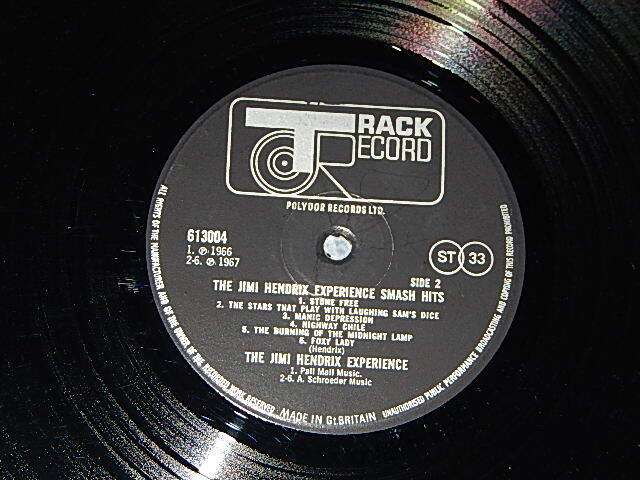 TRACK
RECORD
POLYDOR RECORDS LTD.
613004
1. ℗ 1966
2-6. ℗ 1967
ST 33
SIDE 2
THE JIMI HENDRIX EXPERIENCE SMASH HITS
1. STONE FREE
2. THE STARS THAT PLAY WITH LAUGHING SAM'S DICE
3. MANIC DEPRESSION
4. HIGHWAY CHILE
5. THE BURNING OF THE MIDNIGHT LAMP
6. FOXY LADY
(Hendrix)
THE JIMI HENDRIX EXPERIENCE
1. Pall Mall Music.
2-6. A. Schroeder Music
ALL RIGHTS OF THE MANUFACTURER AND OF THE OWNER OF THE RECORDED WORK RESERVED
MADE IN Gt.BRITAIN
UNAUTHORISED PUBLIC PERFORMANCE BROADCASTING AND COPYING OF THIS RECORD PROHIBITED